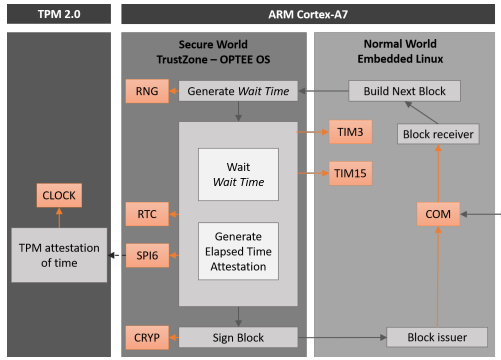 TPM 2.0
ARM Cortex-A7
Secure World
TrustZone – OPTEE OS
Normal World
Embedded Linux
RNG
Generate Wait Time
Build Next Block
TIM3
Block receiver
Wait
Wait Time
TIM15
CLOCK
RTC
COM
TPM attestation
of time
SPI6
Generate
Elapsed Time
Attestation
CRYP
Sign Block
Block issuer